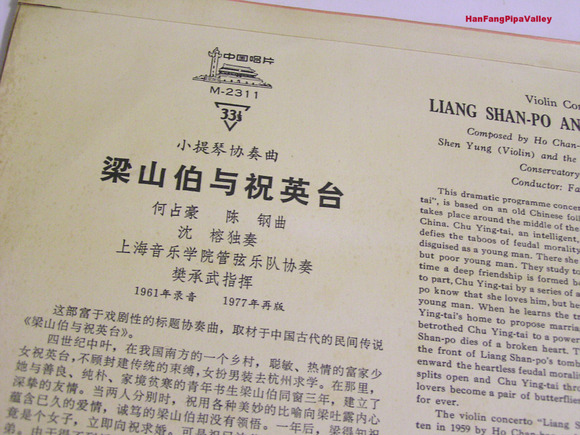 HanFangPipaValley
中国唱片
M-2311
33⅓
小提琴协奏曲
梁山伯与祝英台
何占豪 陈钢曲
沈榕独奏
上海音乐学院管弦乐队协奏
樊承武指挥
1961年录音 1977年再版
这部富于戏剧性的标题协奏曲，取材于中国古代的民间传说
《梁山伯与祝英台》。
四世纪中叶，在我国南方的一个乡村，聪敏、热情的富家少
女祝英台，不顾封建传统的束缚，女扮男装去杭州求学。在那里，
她与善良、纯朴、家境贫寒的青年书生梁山伯同窗三年，建立了
深挚的友情。当两人分别时，祝用各种美妙的比喻向梁吐露内心
蕴含已久的爱情，诚笃的梁山伯却没有领悟。一年后，梁得知祝
竟是个女子，立即向祝求婚。可是祝已
Violin Con
LIANG SHAN-PO AN
Composed by Ho Chan-
Shen Yung (Violin) and the
Conservatory
Conductor: Fa
This dramatic programme conce
tai", is based on an old Chinese fol
takes place around the middle of the
China. Chu Ying-tai, an intelligent,
defies the taboos of feudal morality
disguised as a young man. There she
but poor young man. They study t
time a deep friendship is formed be
to part, Chu Ying-tai by a series of
po know that she loves him, but he
young man. When he learns the tr
Ying-tai's home to propose marria
betrothed Chu Ying-tai to a power
Shan-po dies of a broken heart. T
the front of Liang Shan-po's tomb
enward the heartless feudal moralit
splits open and Chu Ying-tai thr
lovers become a pair of butterflies
for ever.
The violin concerto "Liang S
ten in 1959 by Ho Chan